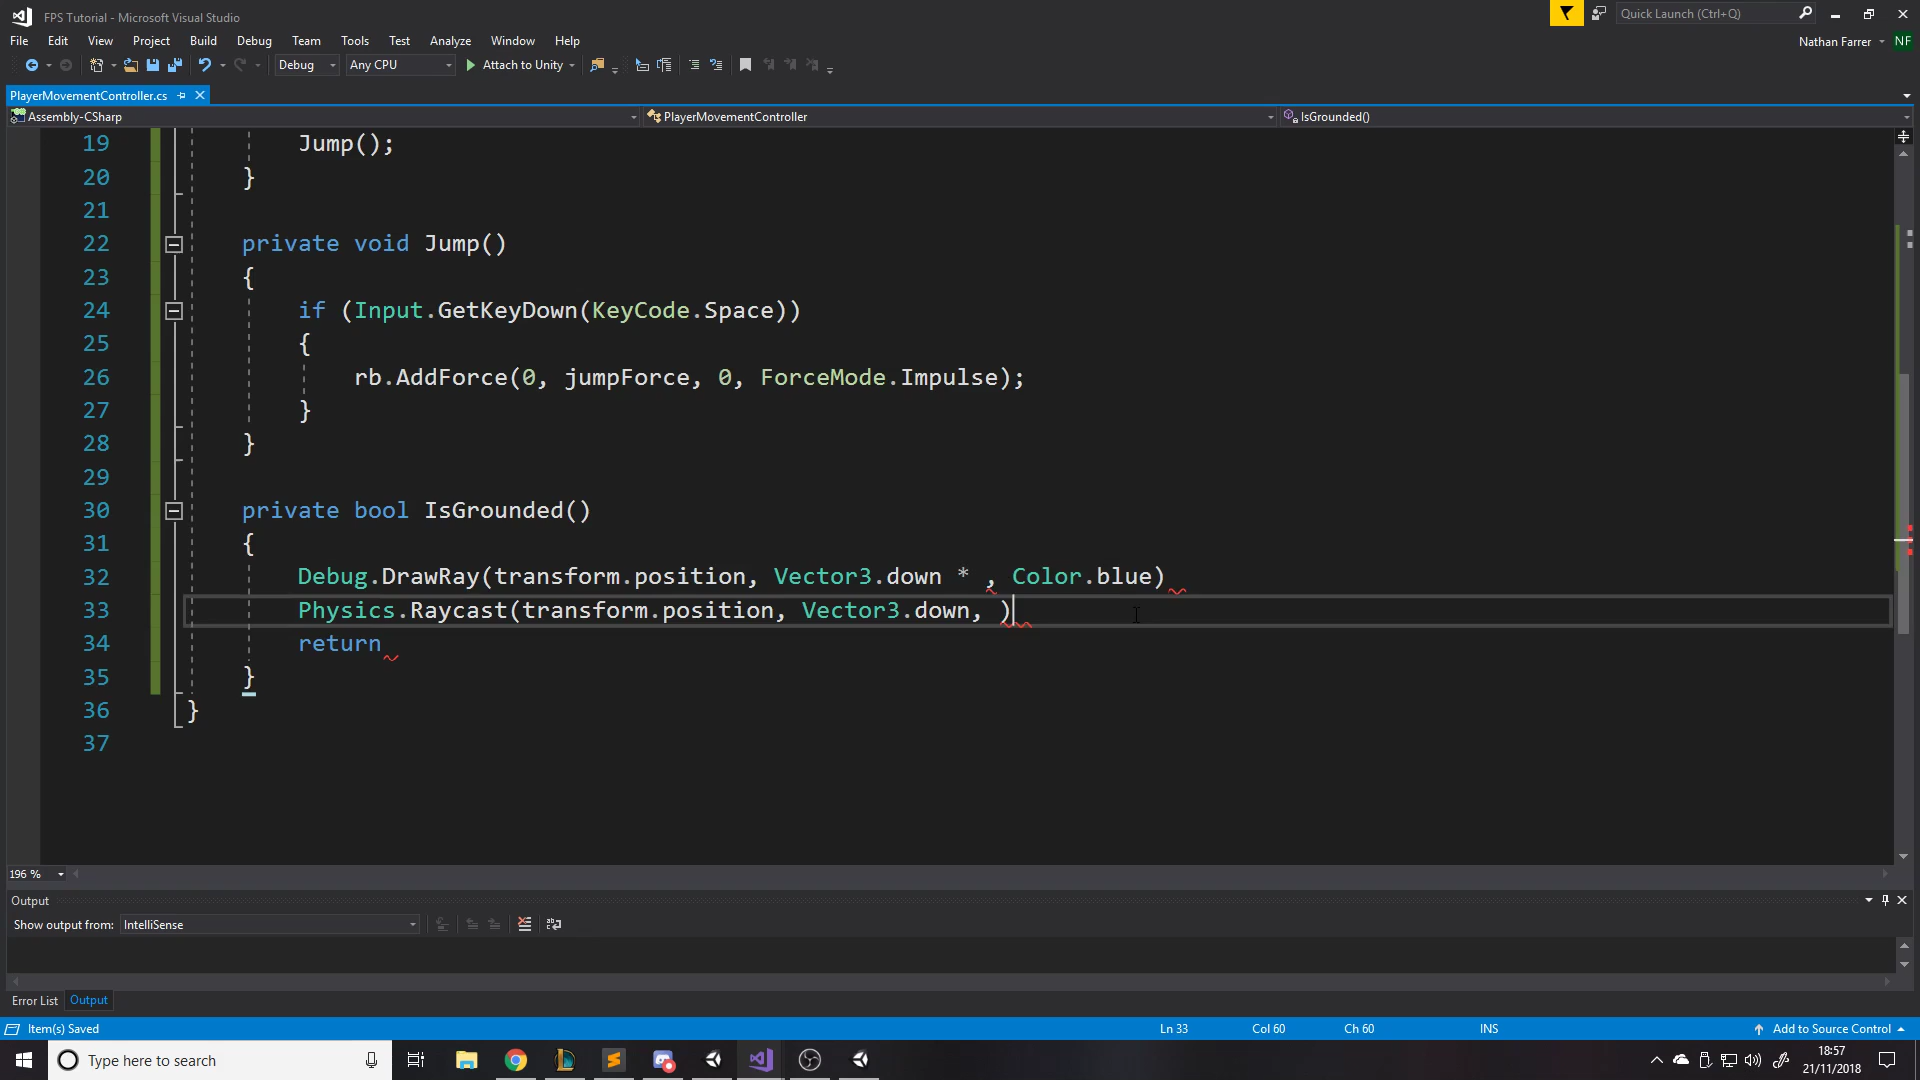 FPS Tutorial - Microsoft Visual Studio
Quick Launch (Ctrl+Q)
File Edit View Project Build Debug Team Tools Test Analyze Window Help
Nathan Farrer NF
Debug Any CPU Attach to Unity
PlayerMovementController.cs
Assembly-CSharp PlayerMovementController IsGrounded()
19 Jump();
20 }
21
22 private void Jump()
23 {
24 if (Input.GetKeyDown(KeyCode.Space))
25 {
26 rb.AddForce(0, jumpForce, 0, ForceMode.Impulse);
27 }
28 }
29
30 private bool IsGrounded()
31 {
32 Debug.DrawRay(transform.position, Vector3.down * , Color.blue)
33 Physics.Raycast(transform.position, Vector3.down, )
34 return
35 }
36 }
37
196 %
Output
Show output from: IntelliSense
Error List Output
Item(s) Saved Ln 33 Col 60 Ch 60 INS Add to Source Control
Type here to search
18:57
21/11/2018